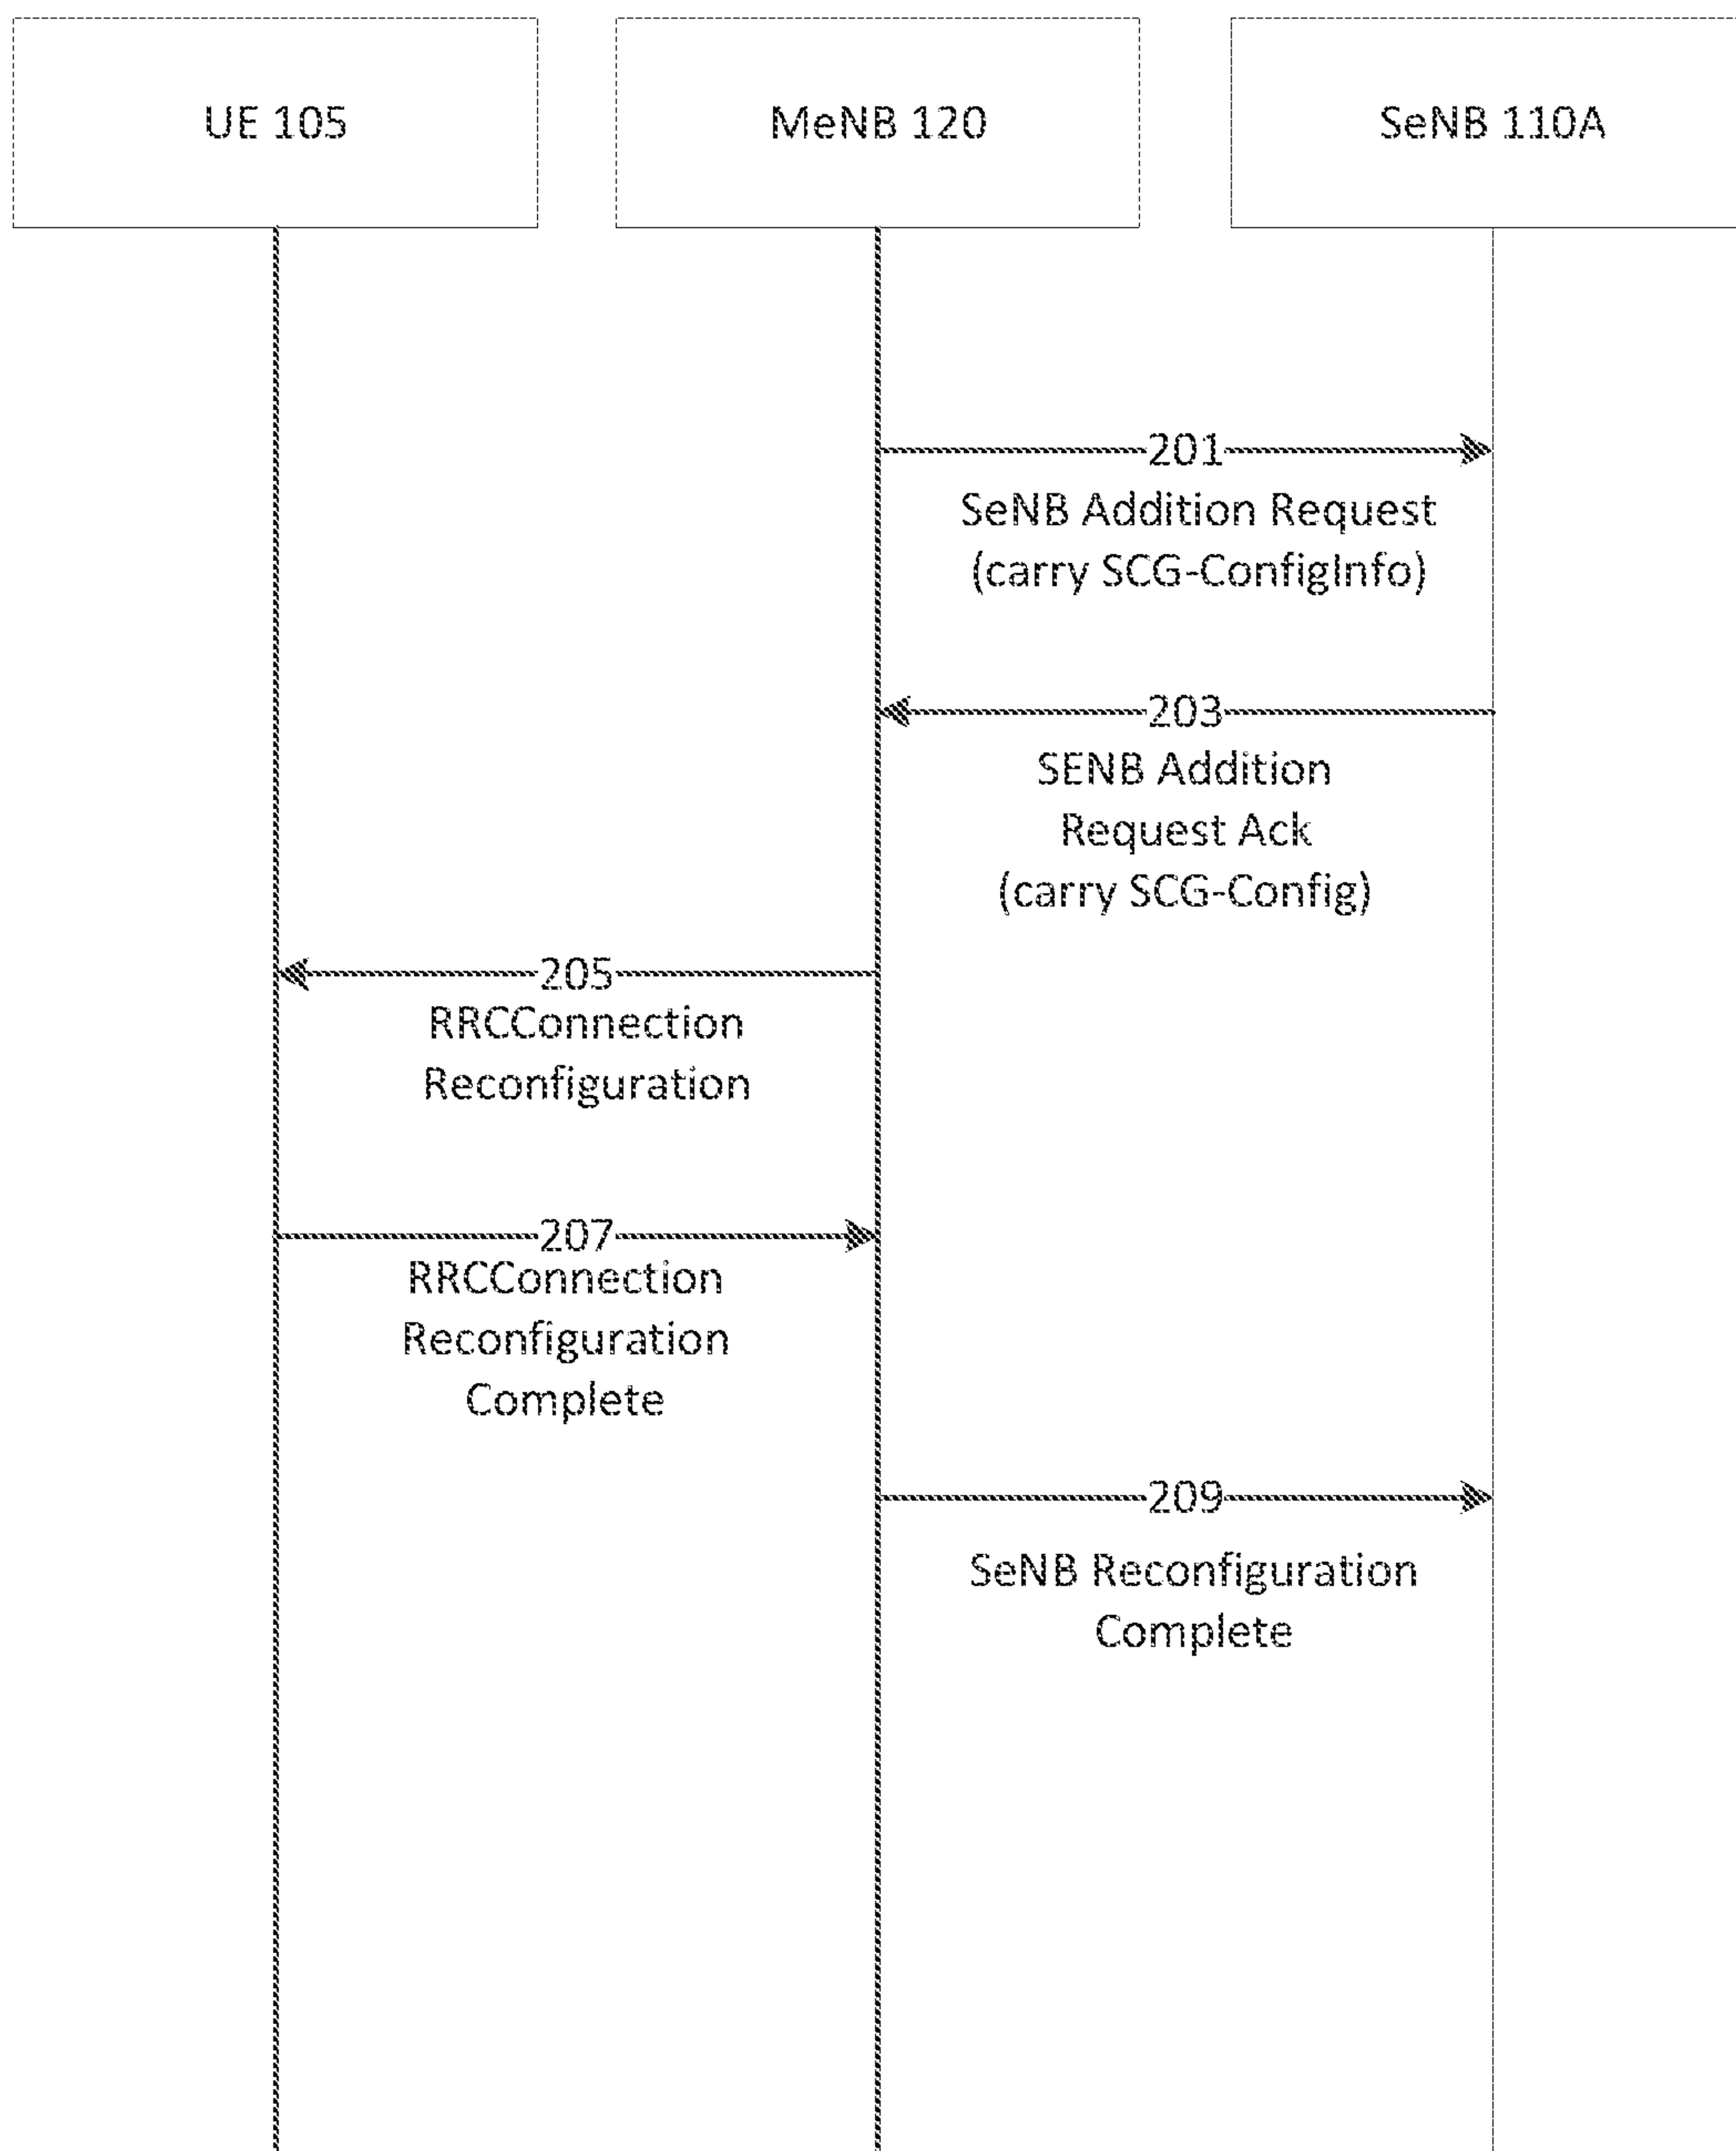 UE 105
MeNB 120
SeNB 110A
201
SeNB Addition Request
(carry SCG-ConfigInfo)
203
SENB Addition
Request Ack
(carry SCG-Config)
205
RRCConnection
Reconfiguration
207
RRCConnection
Reconfiguration
Complete
209
SeNB Reconfiguration
Complete